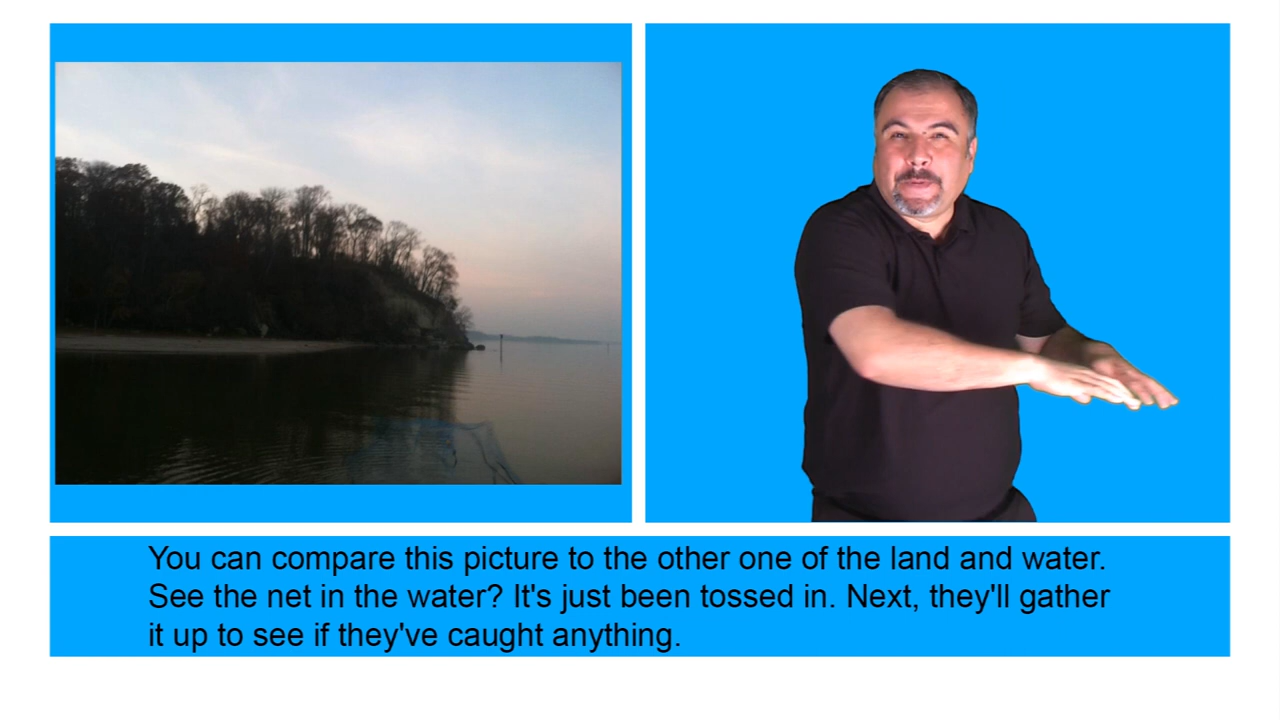 You can compare this picture to the other one of the land and water.
See the net in the water? It's just been tossed in. Next, they'll gather
it up to see if they've caught anything.